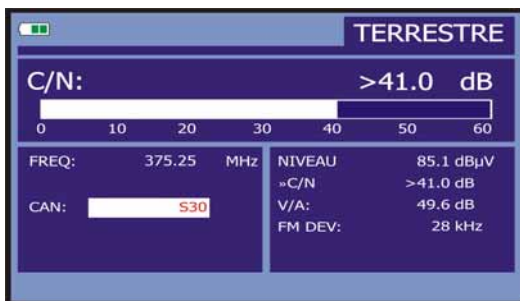 TERRESTRE
C/N: >41.0 dB
0 10 20 30 40 50 60
FREQ: 375.25 MHz
CAN: S30
NIVEAU 85.1 dBµV
»C/N >41.0 dB
V/A: 49.6 dB
FM DEV: 28 kHz